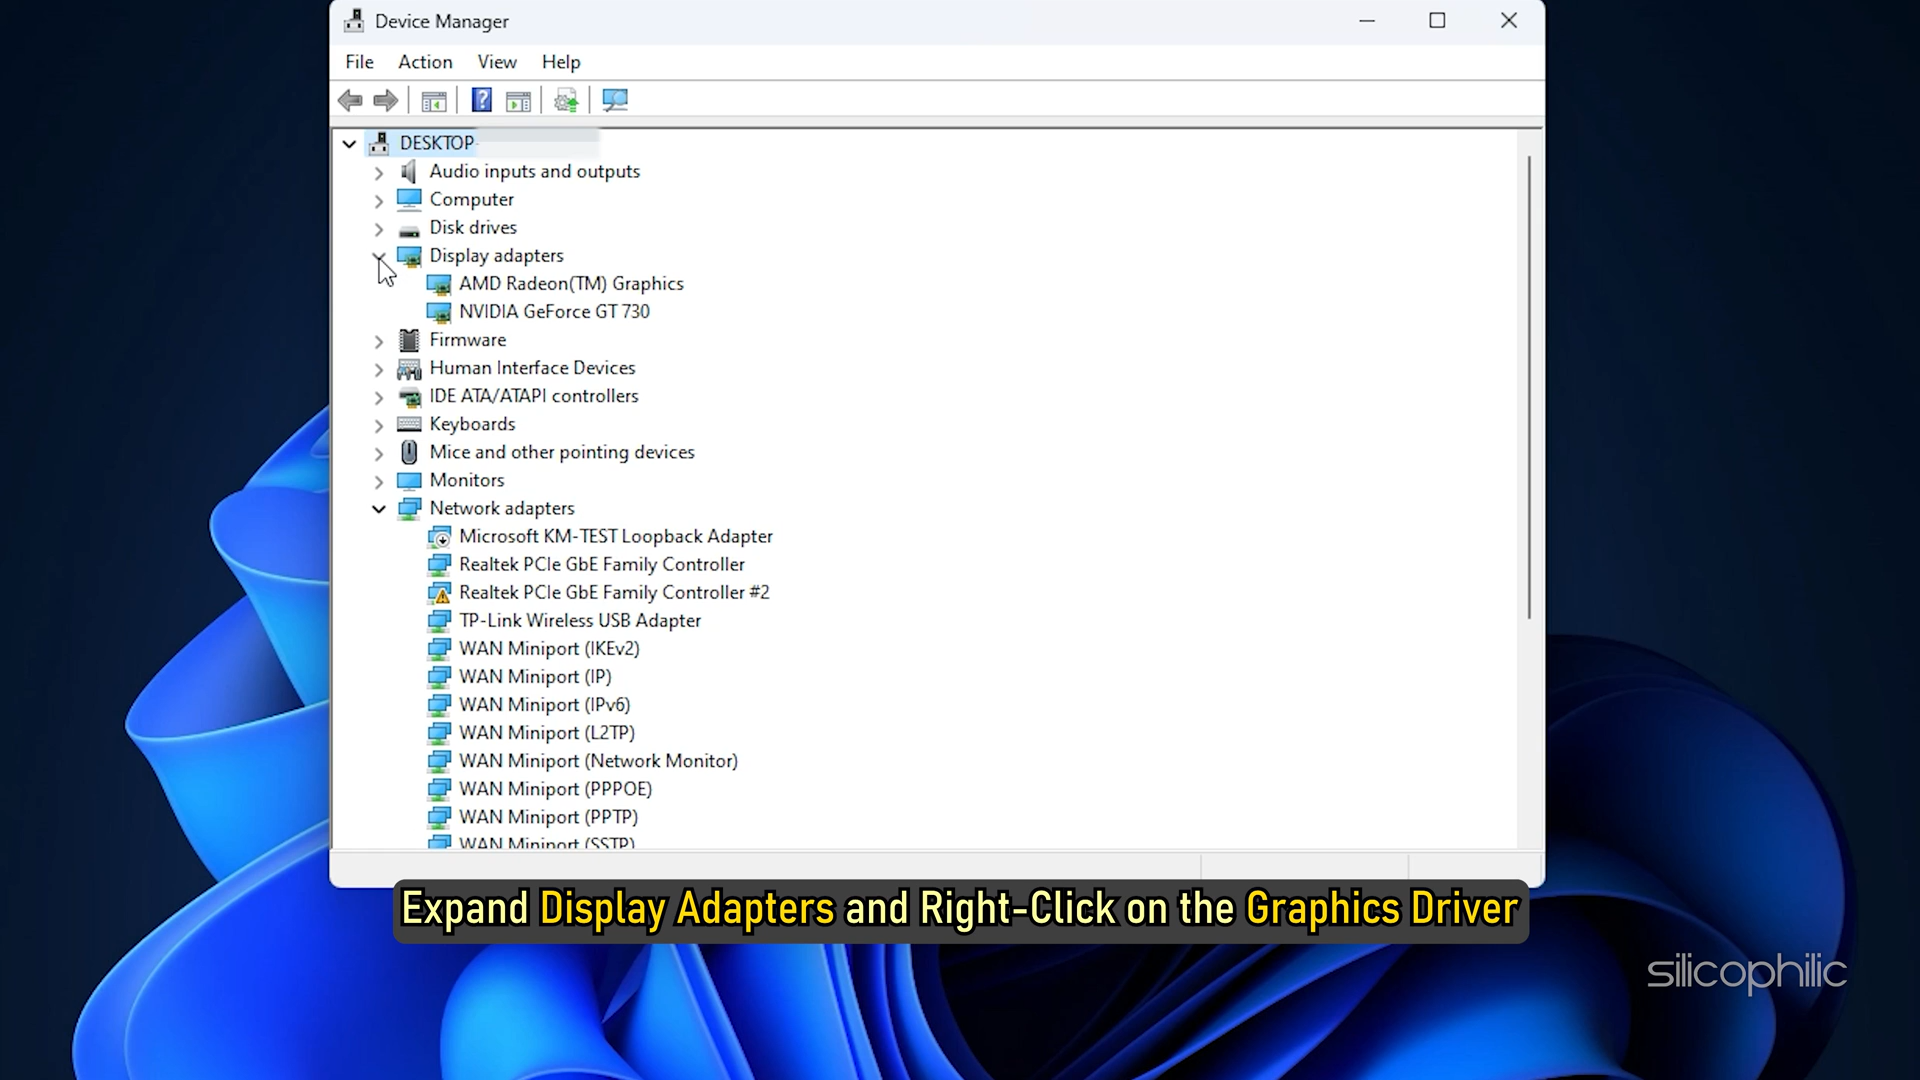 Device Manager
File Action View Help
DESKTOP-
Audio inputs and outputs
Computer
Disk drives
Display adapters
AMD Radeon(TM) Graphics
NVIDIA GeForce GT 730
Firmware
Human Interface Devices
IDE ATA/ATAPI controllers
Keyboards
Mice and other pointing devices
Monitors
Network adapters
Microsoft KM-TEST Loopback Adapter
Realtek PCIe GbE Family Controller
Realtek PCIe GbE Family Controller #2
TP-Link Wireless USB Adapter
WAN Miniport (IKEv2)
WAN Miniport (IP)
WAN Miniport (IPv6)
WAN Miniport (L2TP)
WAN Miniport (Network Monitor)
WAN Miniport (PPPOE)
WAN Miniport (PPTP)
WAN Miniport (SSTP)
Expand Display Adapters and Right-Click on the Graphics Driver
silicophilic